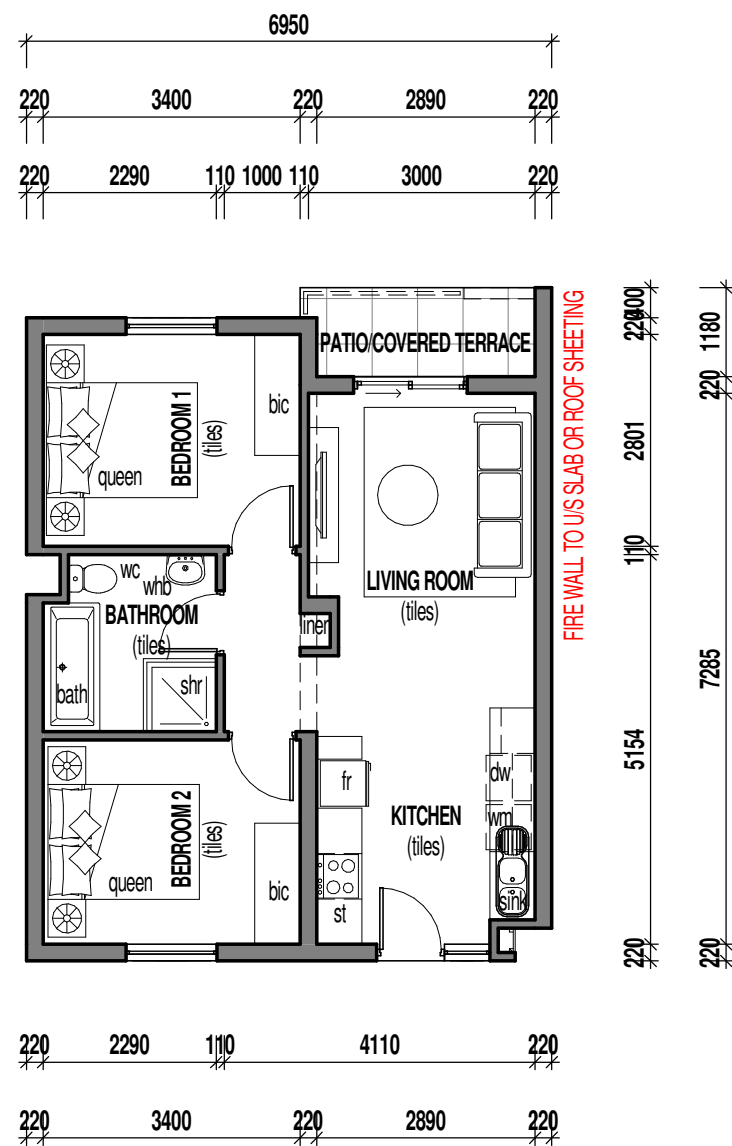 6950
220 3400 220 2890 220
220 2290 110 1000 110 3000 220
PATIO/COVERED TERRACE
FIRE WALL TO U/S SLAB OR ROOF SHEETING
400
220
1180
220
bic
BEDROOM 1
(tiles)
queen
2801
110
wc
whb
BATHROOM
(tiles)
LIVING ROOM
(tiles)
bath
shr
7285
5154
dw
fr
wm
KITCHEN
(tiles)
BEDROOM 2
(tiles)
queen
bic
st
sink
220
220
220 2290 110 4110 220
220 3400 220 2890 220